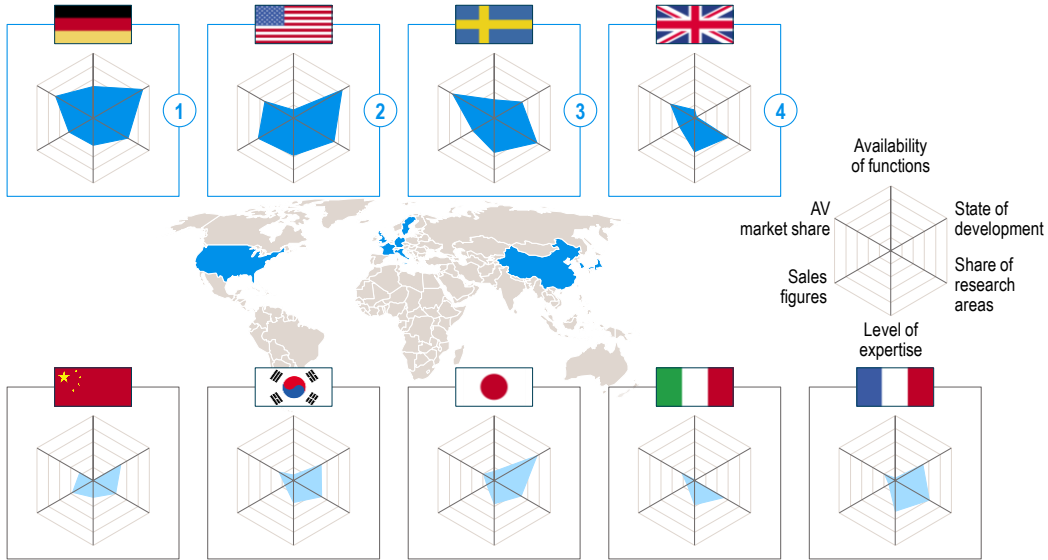 1
2
3
4
Availability
of functions
AV
market share
State of
development
Sales
figures
Share of
research
areas
Level of
expertise